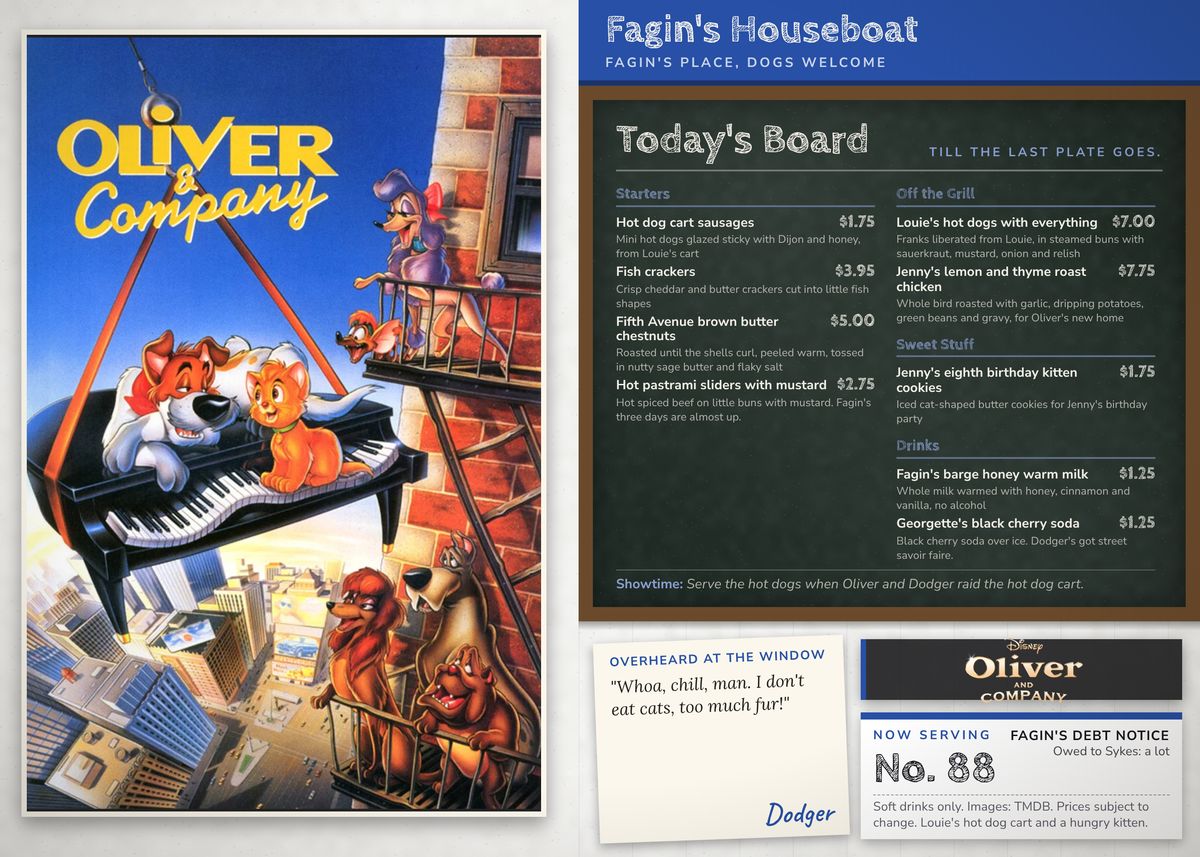 OLiVER
&
Company
Fagin's Houseboat
FAGIN'S PLACE, DOGS WELCOME
Today's Board
TILL THE LAST PLATE GOES.
Starters
Hot dog cart sausages $1.75
Mini hot dogs glazed sticky with Dijon and honey,
from Louie's cart
Fish crackers $3.95
Crisp cheddar and butter crackers cut into little fish
shapes
Fifth Avenue brown butter $5.00
chestnuts
Roasted until the shells curl, peeled warm, tossed
in nutty sage butter and flaky salt
Hot pastrami sliders with mustard $2.75
Hot spiced beef on little buns with mustard. Fagin's
three days are almost up.
Off the Grill
Louie's hot dogs with everything $7.00
Franks liberated from Louie, in steamed buns with
sauerkraut, mustard, onion and relish
Jenny's lemon and thyme roast $7.75
chicken
Whole bird roasted with garlic, dripping potatoes,
green beans and gravy, for Oliver's new home
Sweet Stuff
Jenny's eighth birthday kitten $1.75
cookies
Iced cat-shaped butter cookies for Jenny's birthday
party
Drinks
Fagin's barge honey warm milk $1.25
Whole milk warmed with honey, cinnamon and
vanilla, no alcohol
Georgette's black cherry soda $1.25
Black cherry soda over ice. Dodger's got street
savoir faire.
Showtime: Serve the hot dogs when Oliver and Dodger raid the hot dog cart.
OVERHEARD AT THE WINDOW
"Whoa, chill, man. I don't
eat cats, too much fur!"
Dodger
DISNEY
Oliver
AND
COMPANY
NOW SERVING
No. 88
FAGIN'S DEBT NOTICE
Owed to Sykes: a lot
Soft drinks only. Images: TMDB. Prices subject to
change. Louie's hot dog cart and a hungry kitten.